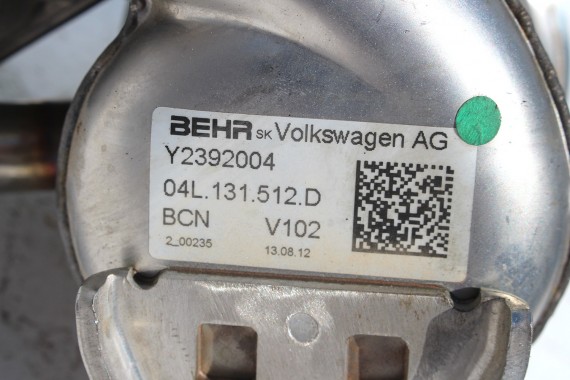 BEHR SK Volkswagen AG
Y2392004
04L.131.512.D
BCN V102
2_00235 13.08.12